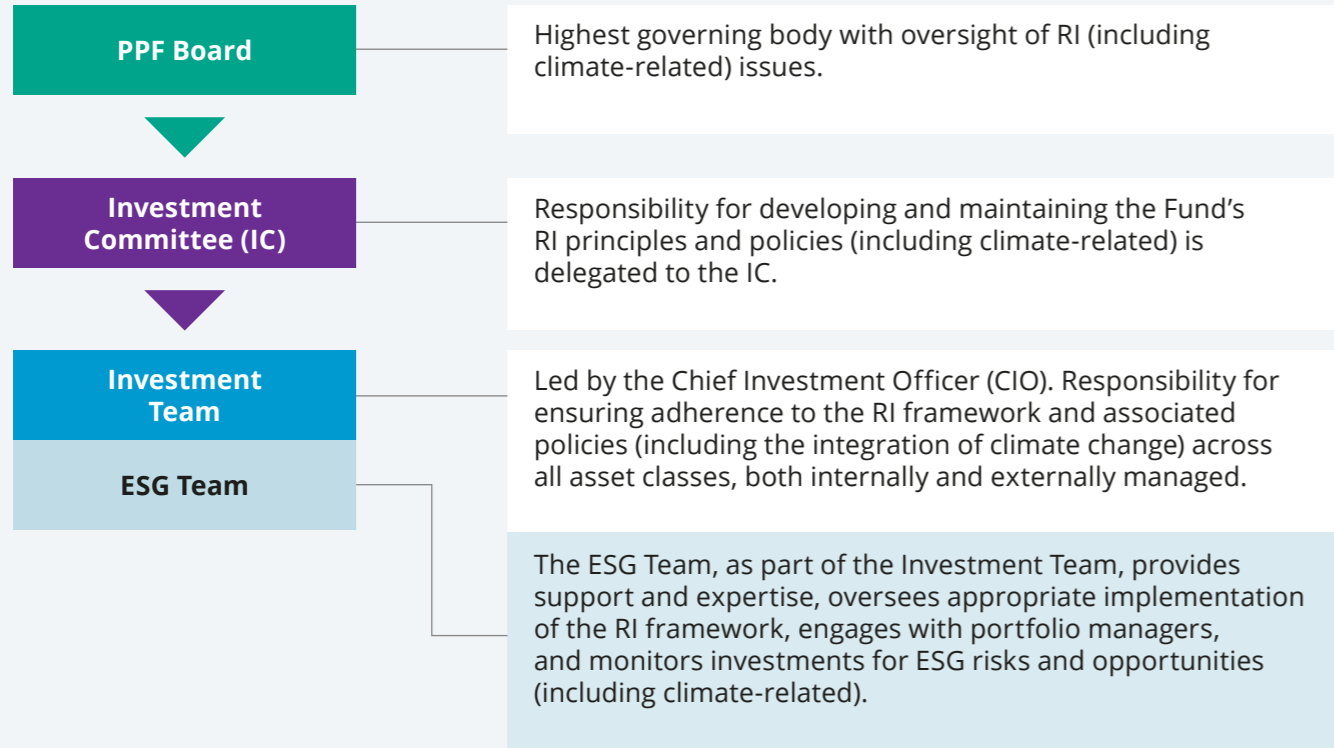 PPF Board
Highest governing body with oversight of RI (including
climate-related) issues.
Investment
Committee (IC)
Responsibility for developing and maintaining the Fund’s
RI principles and policies (including climate-related) is
delegated to the IC.
Investment
Team
Led by the Chief Investment Officer (CIO). Responsibility for
ensuring adherence to the RI framework and associated
policies (including the integration of climate change) across
all asset classes, both internally and externally managed.
ESG Team
The ESG Team, as part of the Investment Team, provides
support and expertise, oversees appropriate implementation
of the RI framework, engages with portfolio managers,
and monitors investments for ESG risks and opportunities
(including climate-related).